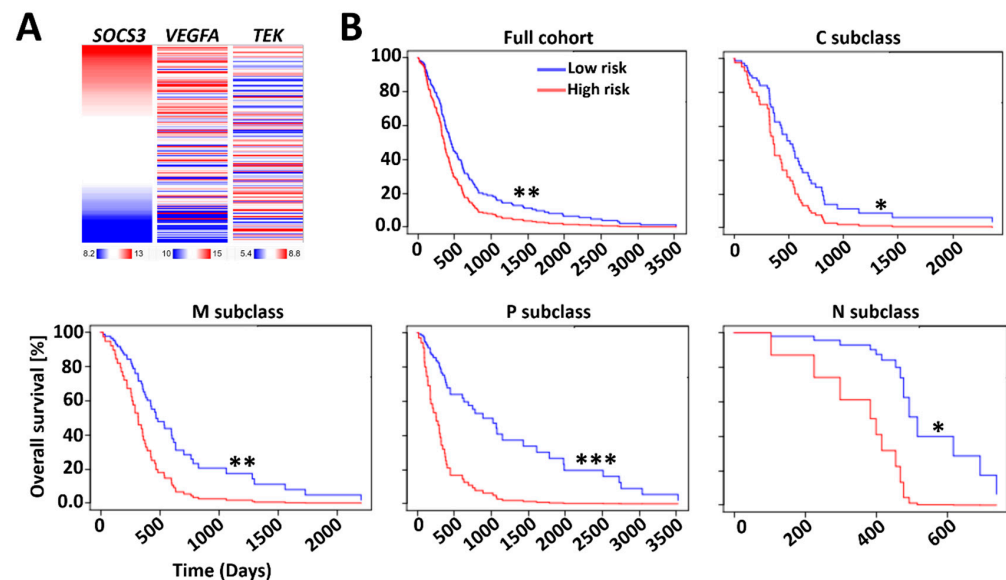 A
SOCS3 VEGFA TEK
8.2 13 10 15 5.4 8.8
B
Full cohort
Low risk
High risk
100
80
60
40
20
0.0
**
0 500 1000 1500 2000 2500 3000 3500
C subclass
*
0 500 1000 2000
M subclass
Overall survival [%]
100
80
60
40
20
0.0
**
0 500 1000 2000
Time (Days)
P subclass
***
0 500 1000 1500 2000 2500 3000 3500
N subclass
*
0 200 400 600